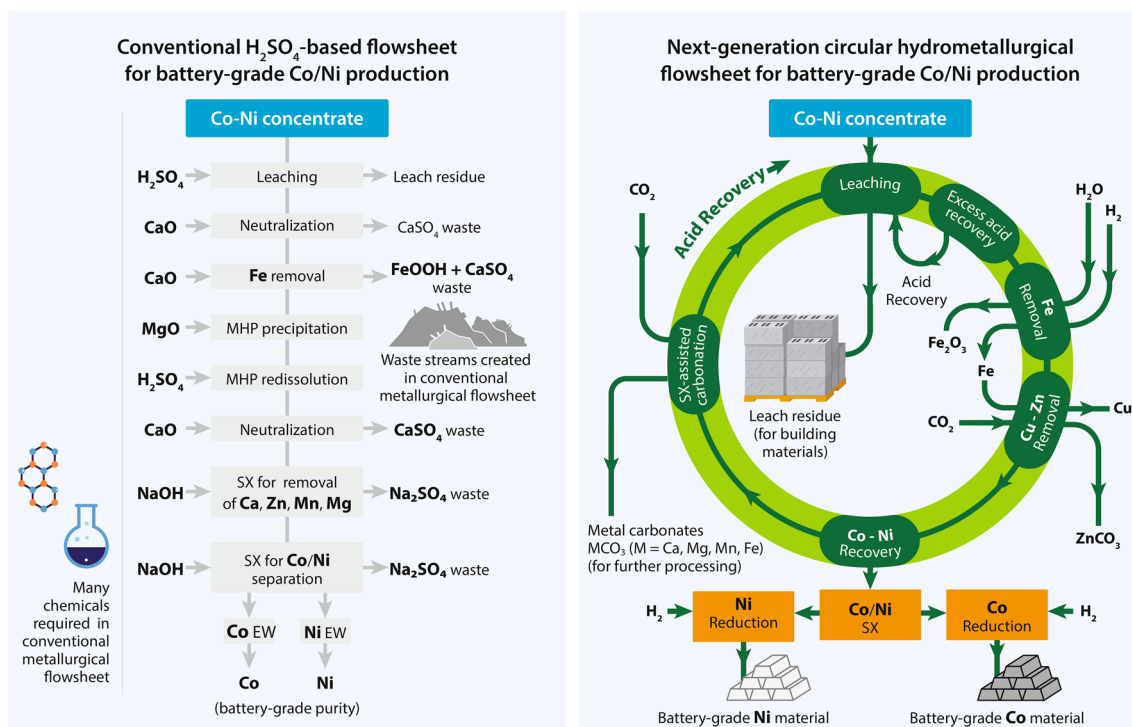 Conventional H₂SO₄-based flowsheet
for battery-grade Co/Ni production
Co-Ni concentrate
H₂SO₄
Leaching
Leach residue
CaO
Neutralization
CaSO₄ waste
CaO
Fe removal
FeOOH + CaSO₄
waste
MgO
MHP precipitation
Waste streams created
in conventional
metallurgical flowsheet
H₂SO₄
MHP redissolution
CaO
Neutralization
CaSO₄ waste
NaOH
SX for removal
of Ca, Zn, Mn, Mg
Na₂SO₄ waste
NaOH
SX for Co/Ni
separation
Na₂SO₄ waste
Many
chemicals
required in
conventional
metallurgical
flowsheet
Co EW
Ni EW
Co
Ni
(battery-grade purity)
Next-generation circular hydrometallurgical
flowsheet for battery-grade Co/Ni production
Co-Ni concentrate
Acid Recovery
Leaching
Excess acid
recovery
Acid
Recovery
H₂O
H₂
CO₂
Fe
Removal
Fe₂O₃
Fe
SX-assisted
carbonation
Cu - Zn
Removal
Cu
CO₂
ZnCO₃
Leach residue
(for building
materials)
Metal carbonates
MCO₃ (M = Ca, Mg, Mn, Fe)
(for further processing)
Co - Ni
Recovery
H₂
Ni
Reduction
Co/Ni
SX
Co
Reduction
H₂
Battery-grade Ni material
Battery-grade Co material